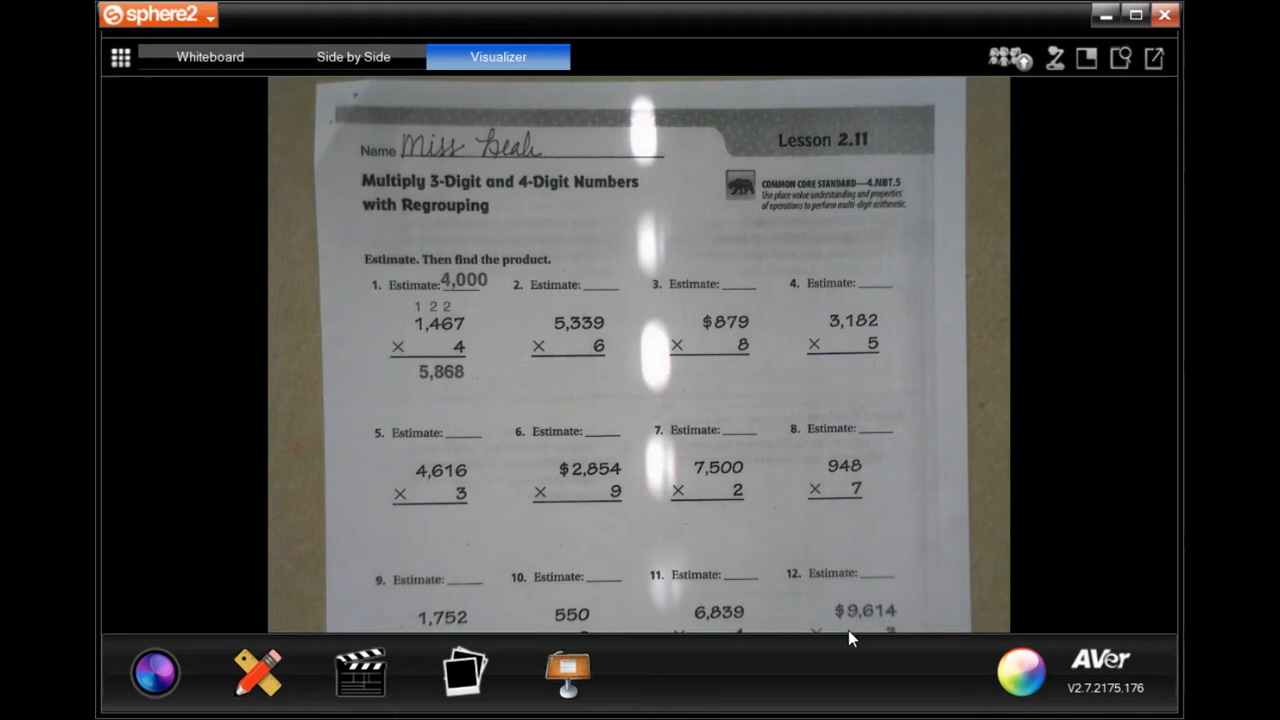 sphere2
Whiteboard Side by Side Visualizer
Lesson 2.11
Name Miss
Multiply 3-Digit and 4-Digit Numbers
with Regrouping
COMMON CORE STANDARD—4.NBT.5
Use place value understanding and properties
of operations to perform multi-digit arithmetic.
Estimate. Then find the product.
1. Estimate: 4,000 2. Estimate: 3. Estimate: 4. Estimate:
1 2 2
1,467 5,339 $879 3,182
× 4 × 6 × 8 × 5
5,868
5. Estimate: 6. Estimate: 7. Estimate: 8. Estimate:
4,616 $2,854 7,500 948
× 3 × 9 × 2 × 7
9. Estimate: 10. Estimate: 11. Estimate: 12. Estimate:
1,752 550 6,839 $9,614
AVer
V2.7.2175.176